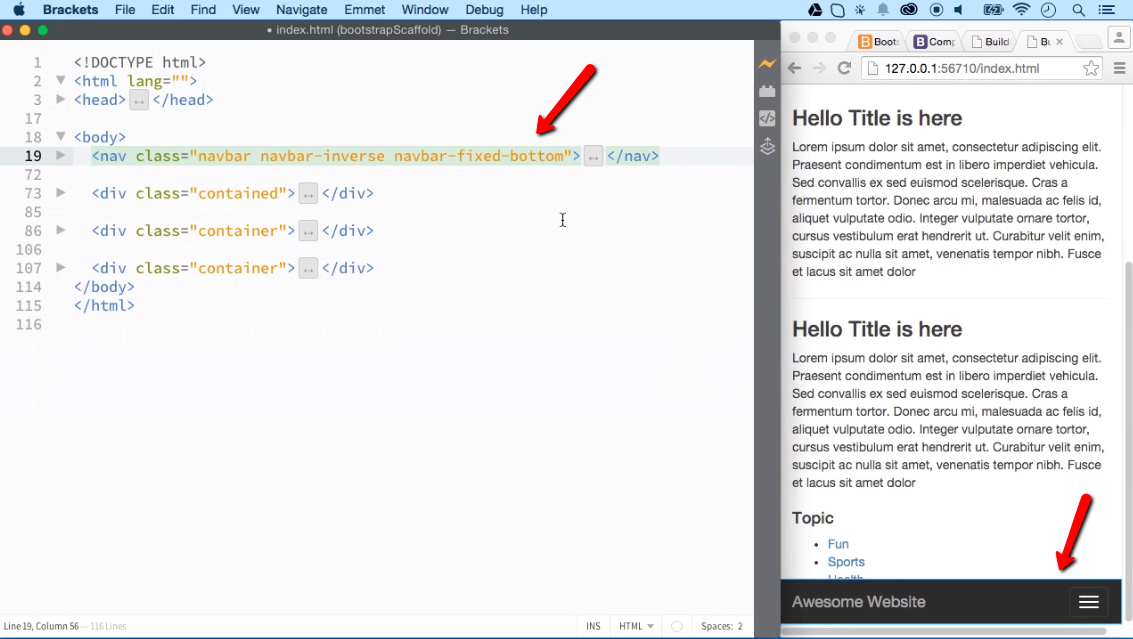 Brackets File Edit Find View Navigate Emmet Window Debug Help
• index.html (bootstrapScaffold) — Brackets
1 <!DOCTYPE html>
2 <html lang="">
3 <head> ↔ </head>
17
18 <body>
19 <nav class="navbar navbar-inverse navbar-fixed-bottom"> ↔ </nav>
72
73 <div class="contained"> ↔ </div>
85
86 <div class="container"> ↔ </div>
106
107 <div class="container"> ↔ </div>
114 </body>
115 </html>
116
Line 19, Column 56 — 116 Lines
INS HTML Spaces: 2
Boots Comp Build Bu
127.0.0.1:56710/index.html
Hello Title is here
Lorem ipsum dolor sit amet, consectetur adipiscing elit.
Praesent condimentum est in libero commodo vehicula.
Sed convallis ex sed euismod scelerisque. Donec a
fermentum tortor. Donec arcu mi, malesuada ac felis id,
aliquet vulputate odio. Integer vulputate ornare tortor,
cursus vestibulum erat hendrerit ut. Curabitur velit enim,
suscipit ac nulla sit amet, venenatis tempor nibh. Fusce
et lacus sit amet dolor
Hello Title is here
Lorem ipsum dolor sit amet, consectetur adipiscing elit.
Praesent condimentum est in libero commodo vehicula.
Sed convallis ex sed euismod scelerisque. Donec a
fermentum tortor. Donec arcu mi, malesuada ac felis id,
aliquet vulputate odio. Integer vulputate ornare tortor,
cursus vestibulum erat hendrerit ut. Curabitur velit enim,
suscipit ac nulla sit amet, venenatis tempor nibh. Fusce
et lacus sit amet dolor
Topic
• Fun
• Sports
Health
Awesome Website